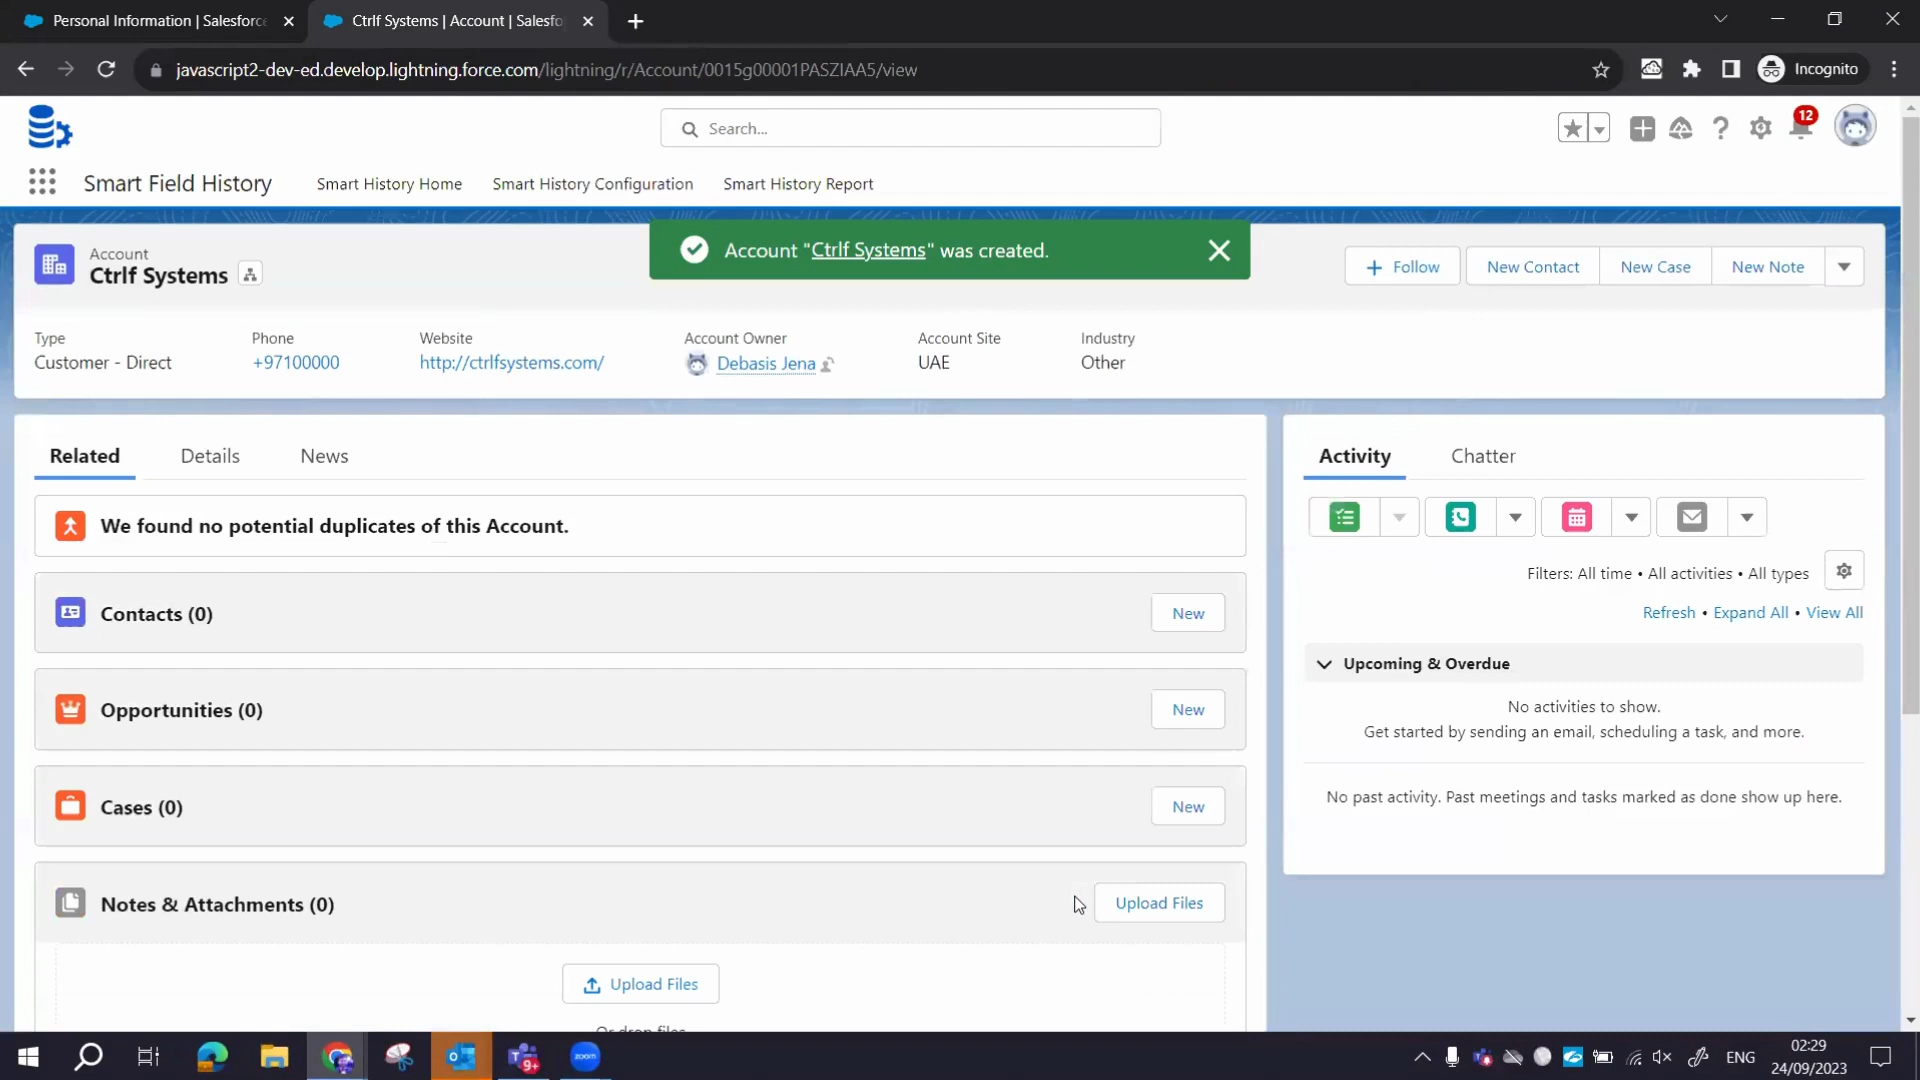 Personal Information | Salesforce
Ctrlf Systems | Account | Salesfo
javascript2-dev-ed.develop.lightning.force.com/lightning/r/Account/0015g00001PASZIAA5/view
Incognito
Search...
12
Smart Field History
Smart History Home
Smart History Configuration
Smart History Report
Account
Ctrlf Systems
Account "Ctrlf Systems" was created.
Follow
New Contact
New Case
New Note
Type
Customer - Direct
Phone
+97100000
Website
http://ctrlfsystems.com/
Account Owner
Debasis Jena
Account Site
UAE
Industry
Other
Related
Details
News
We found no potential duplicates of this Account.
Contacts (0)
New
Opportunities (0)
New
Cases (0)
New
Notes & Attachments (0)
Upload Files
Upload Files
Or drop files
Activity
Chatter
Filters: All time • All activities • All types
Refresh • Expand All • View All
Upcoming & Overdue
No activities to show.
Get started by sending an email, scheduling a task, and more.
No past activity. Past meetings and tasks marked as done show up here.
9+
zoom
ENG
02:29
24/09/2023